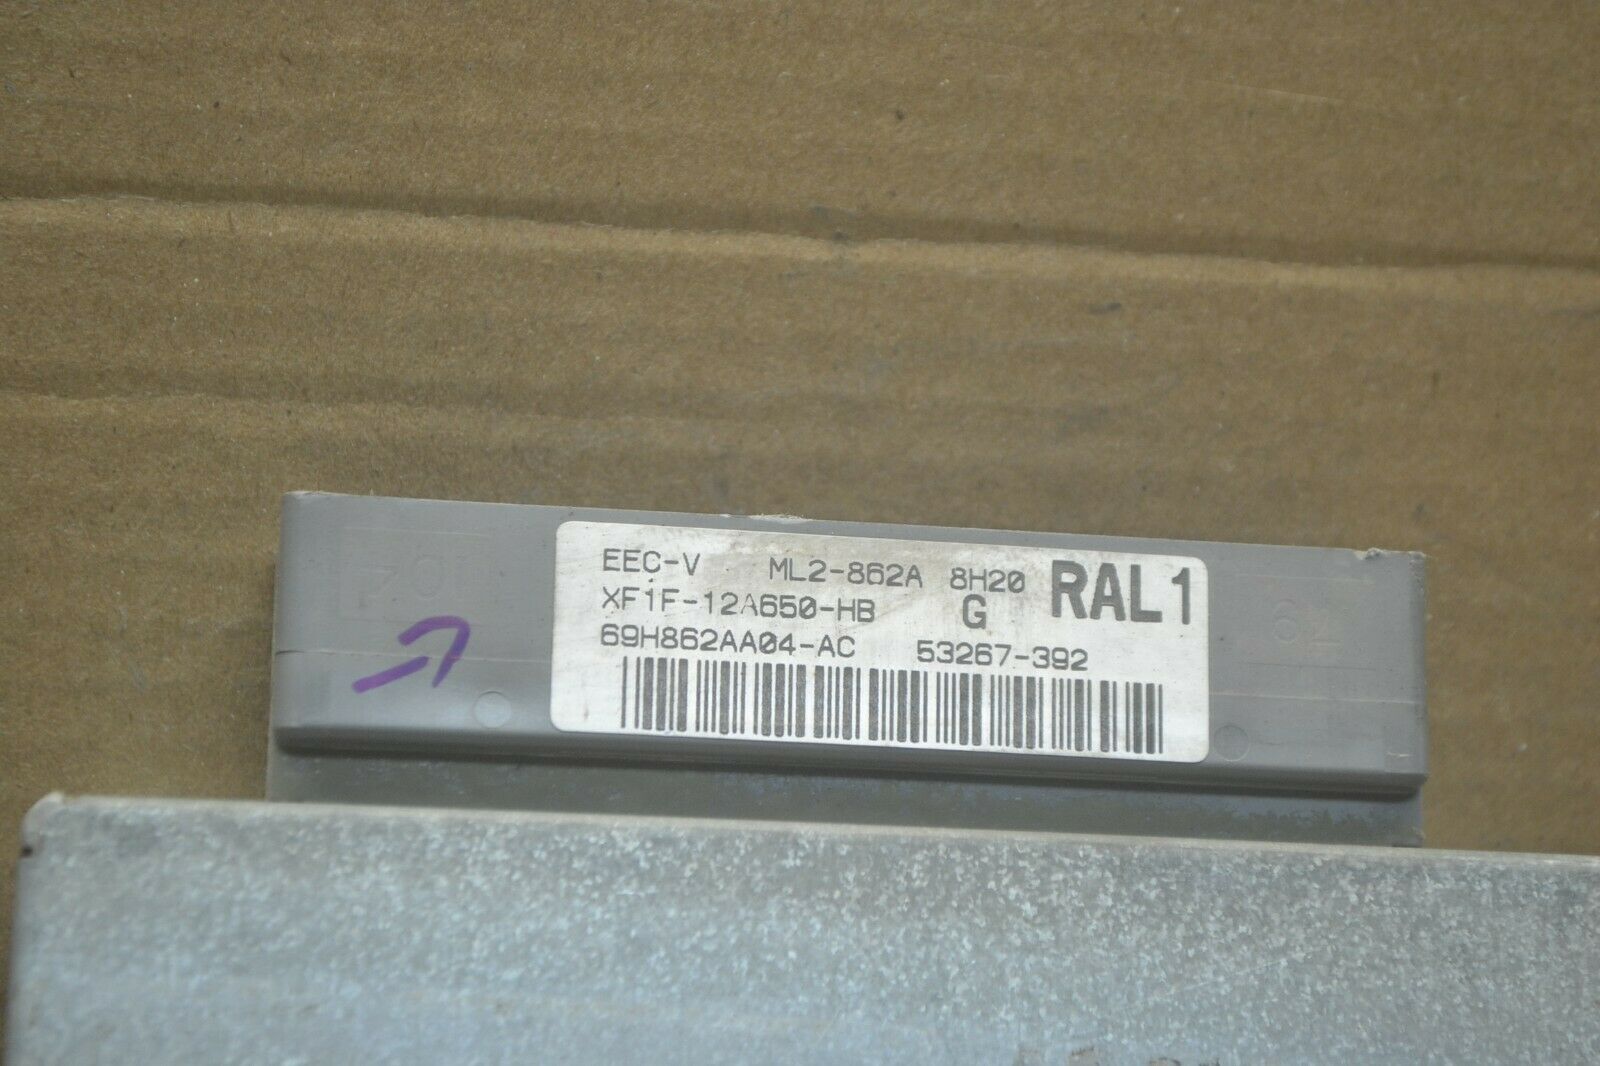 EEC-V ML2-862A 8H20 RAL1
XF1F-12A650-HB G
69H862AA04-AC 53267-392